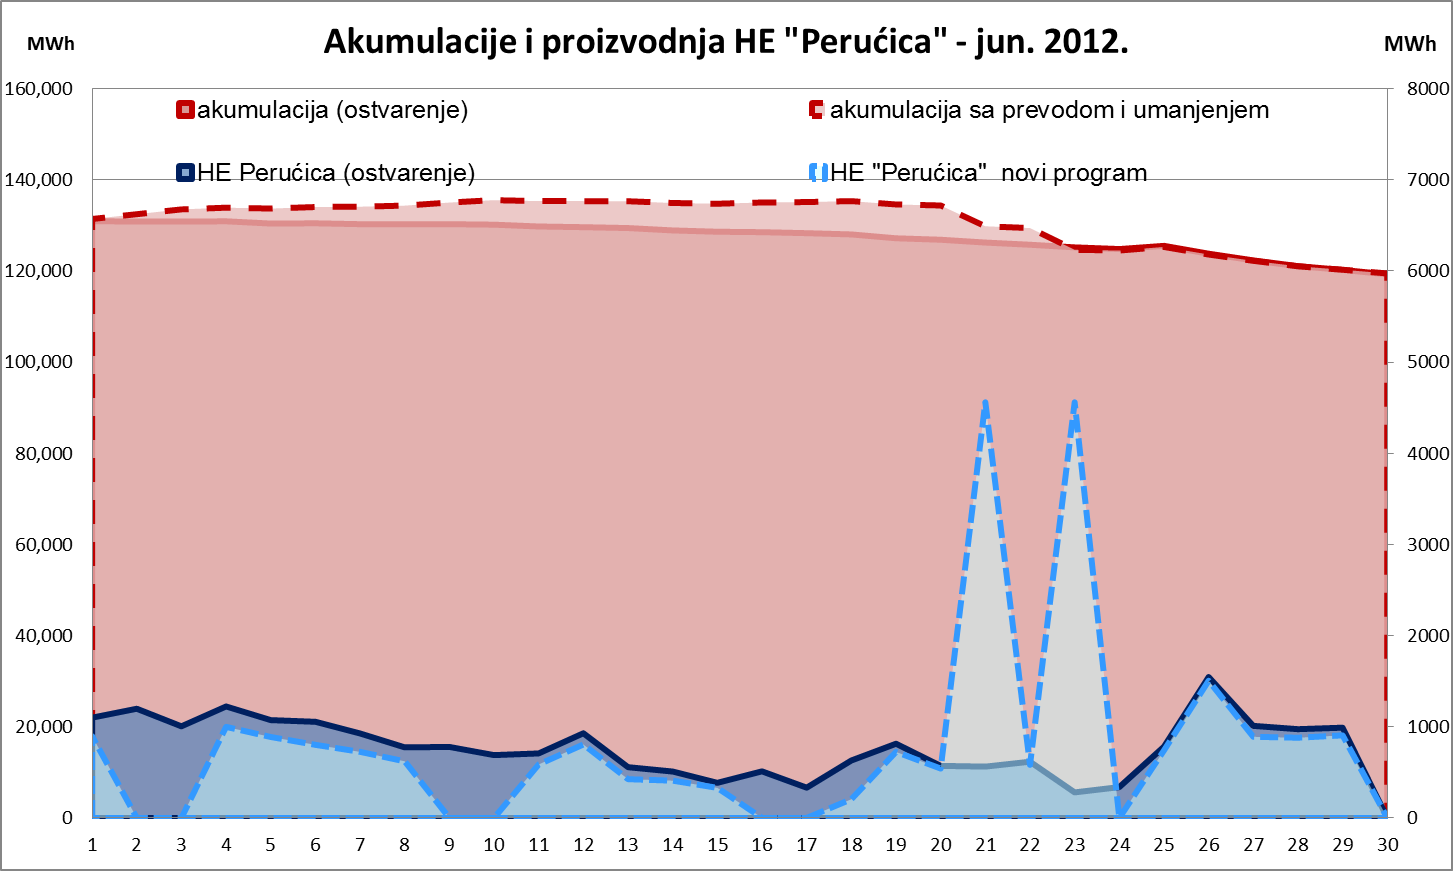 Akumulacije i proizvodnja HE "Perućica" - jun. 2012.
MWh
MWh
akumulacija (ostvarenje)
akumulacija sa prevodom i umanjenjem
HE Perućica (ostvarenje)
HE "Perućica" novi program
160,000
140,000
120,000
100,000
80,000
60,000
40,000
20,000
0
8000
7000
6000
5000
4000
3000
2000
1000
0
1 2 3 4 5 6 7 8 9 10 11 12 13 14 15 16 17 18 19 20 21 22 23 24 25 26 27 28 29 30